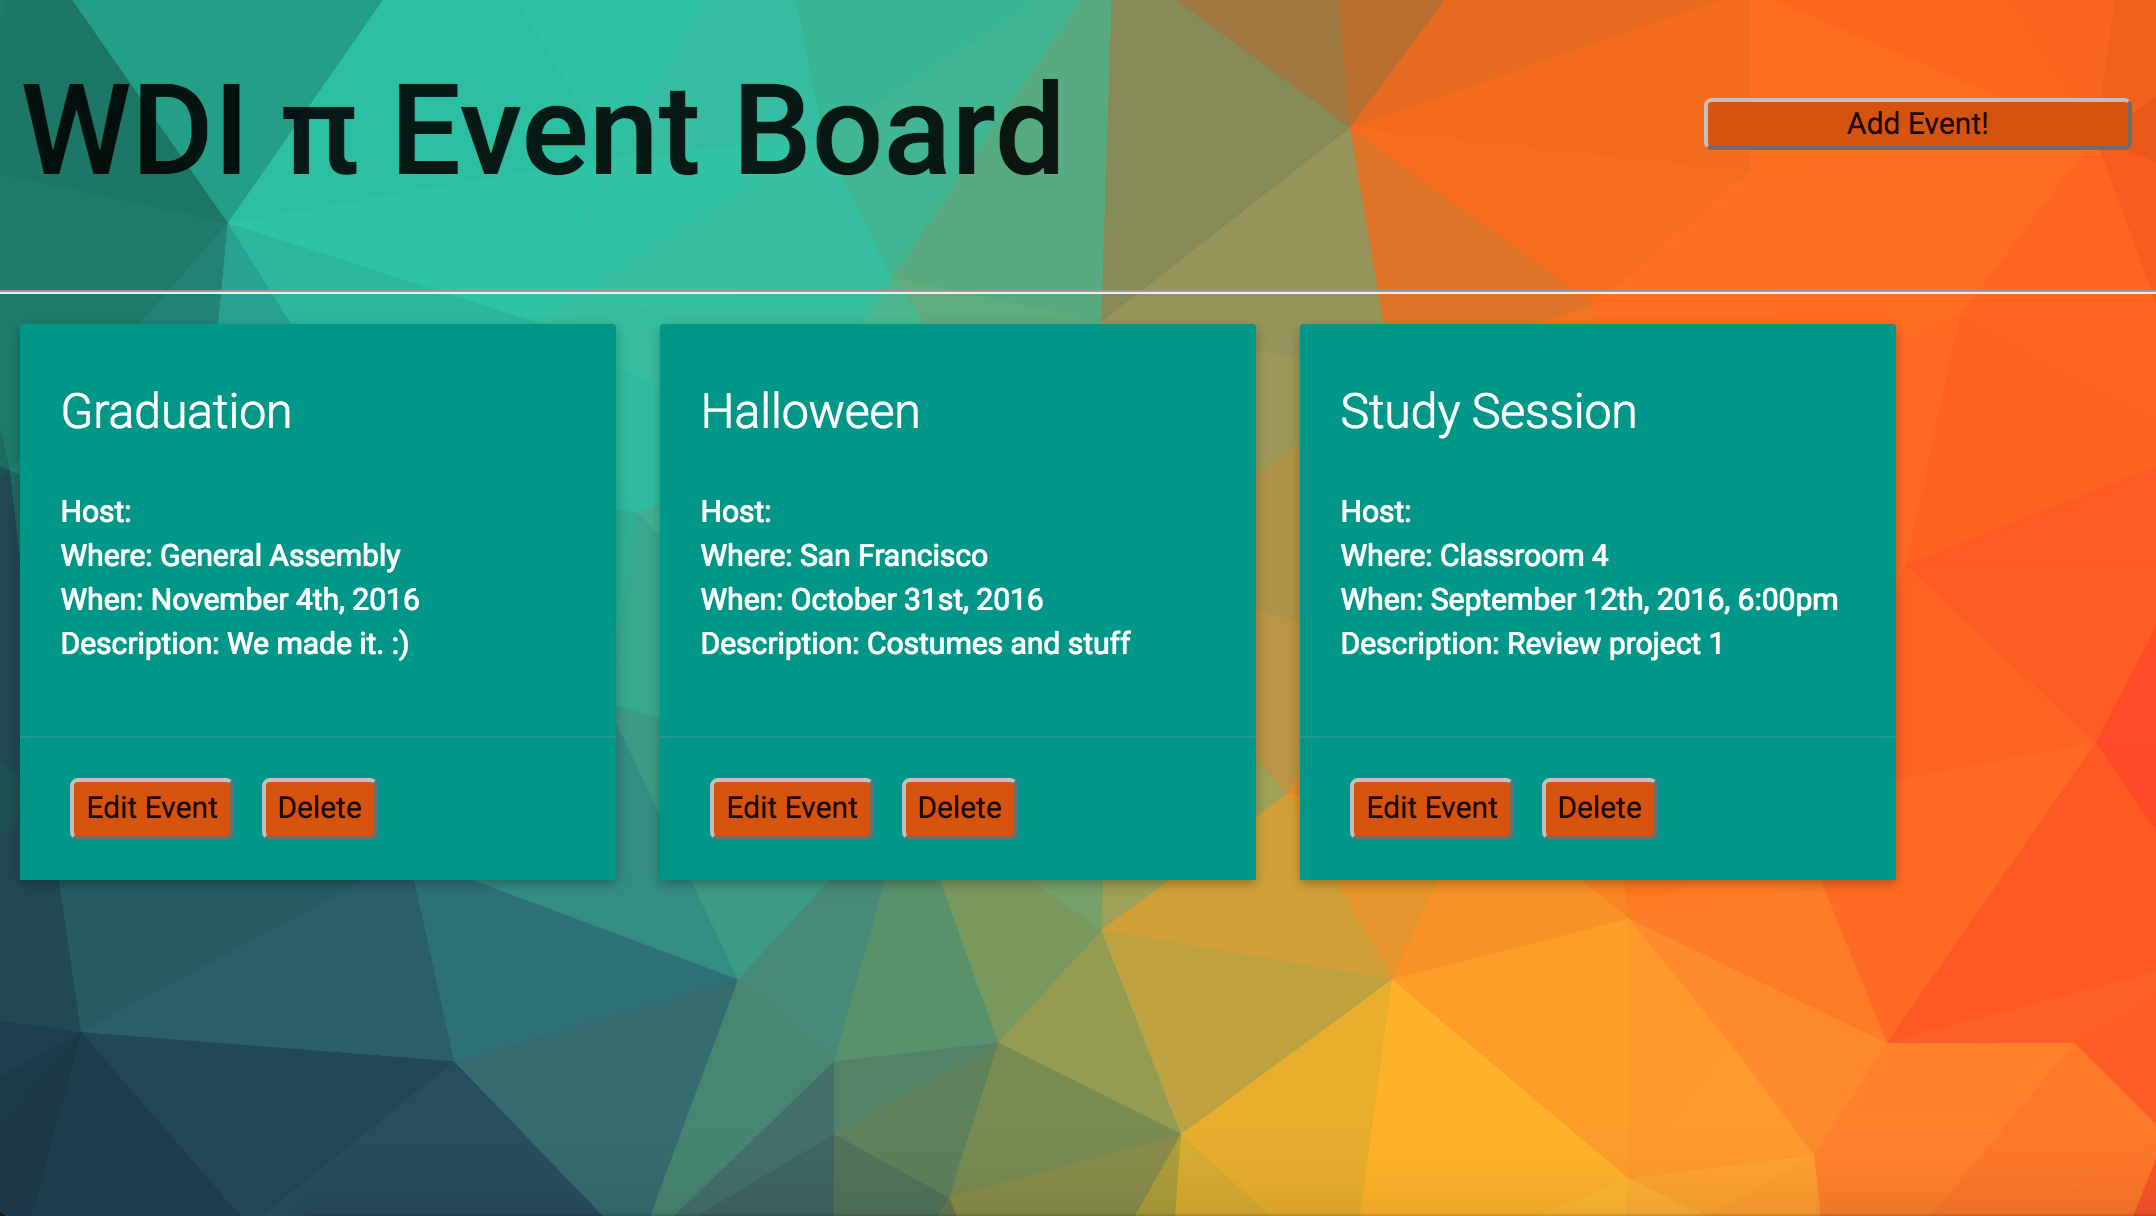 WDI π Event Board
Add Event!
Graduation
Host:
Where: General Assembly
When: November 4th, 2016
Description: We made it. :)
Edit Event
Delete
Halloween
Host:
Where: San Francisco
When: October 31st, 2016
Description: Costumes and stuff
Edit Event
Delete
Study Session
Host:
Where: Classroom 4
When: September 12th, 2016, 6:00pm
Description: Review project 1
Edit Event
Delete